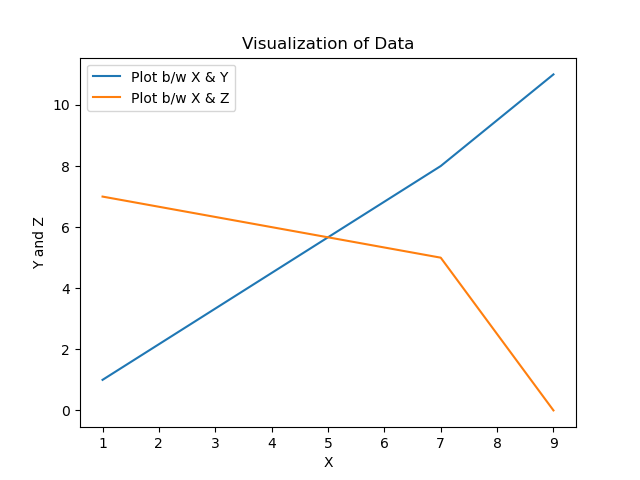 Visualization of Data
Plot b/w X & Y
Plot b/w X & Z
Y and Z
10
8
6
4
2
0
1 2 3 4 5 6 7 8 9
X